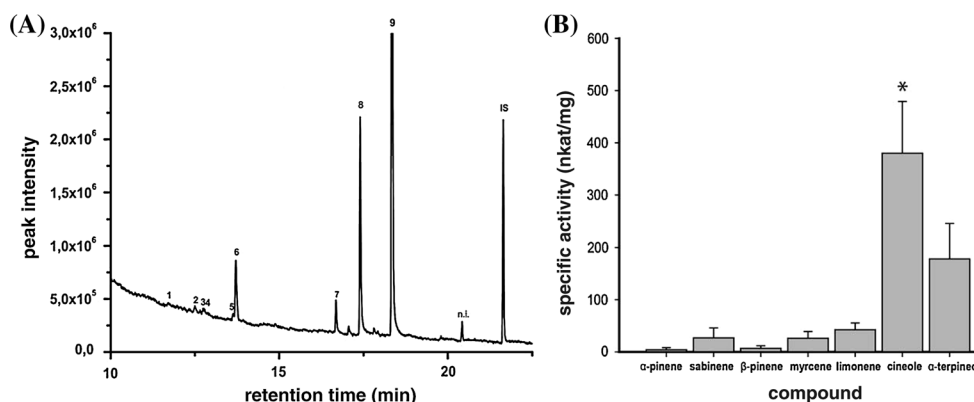 (A)
peak intensity
3,0x10⁶
2,5x10⁶
2,0x10⁶
1,5x10⁶
1,0x10⁶
5,0x10⁵
0,0
1
2
34
5
6
7
8
9
n.i.
IS
10
15
20
retention time (min)
(B)
specific activity (nkat/mg)
600
500
400
300
200
100
0
*
α-pinene sabinene β-pinene myrcene limonene cineole α-terpineol
compound